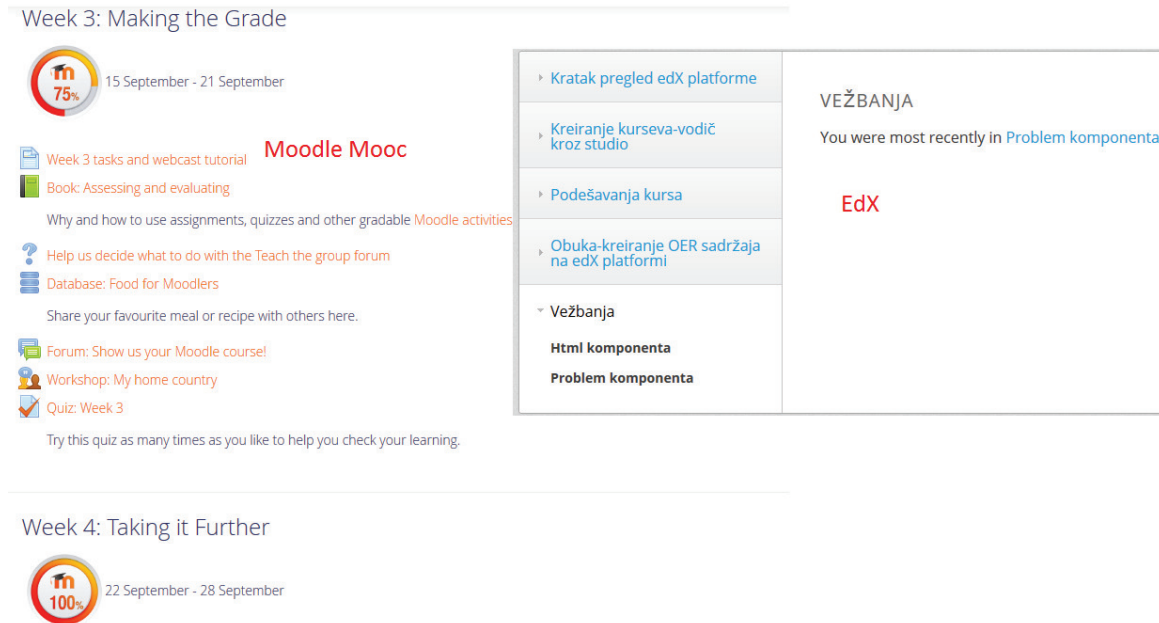 Week 3: Making the Grade
75%
15 September - 21 September
Moodle Mooc
Week 3 tasks and webcast tutorial
Book: Assessing and evaluating
Why and how to use assignments, quizzes and other gradable Moodle activities
Help us decide what to do with the Teach the group forum
Database: Food for Moodlers
Share your favourite meal or recipe with others here.
Forum: Show us your Moodle course!
Workshop: My home country
Quiz: Week 3
Try this quiz as many times as you like to help you check your learning.
Week 4: Taking it Further
100%
22 September - 28 September
Kratak pregled edX platforme
Kreiranje kurseva-vodič
kroz studio
Podešavanja kursa
Obuka-kreiranje OER sadržaja
na edX platformi
Vežbanja
Html komponenta
Problem komponenta
VEŽBANJA
You were most recently in Problem komponenta
EdX